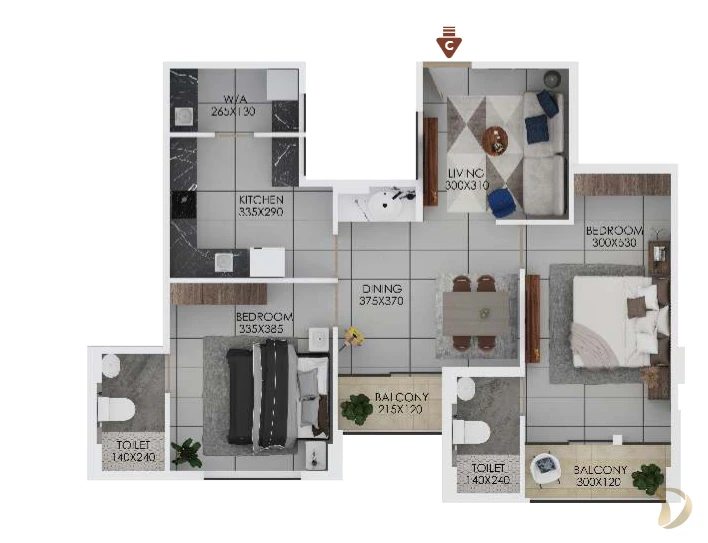 C
W/A
265X130
LIVING
300X310
KITCHEN
335X290
BEDROOM
300X530
DINING
375X370
BEDROOM
335X385
BALCONY
215X120
TOILET
140X240
TOILET
140X240
BALCONY
300X120